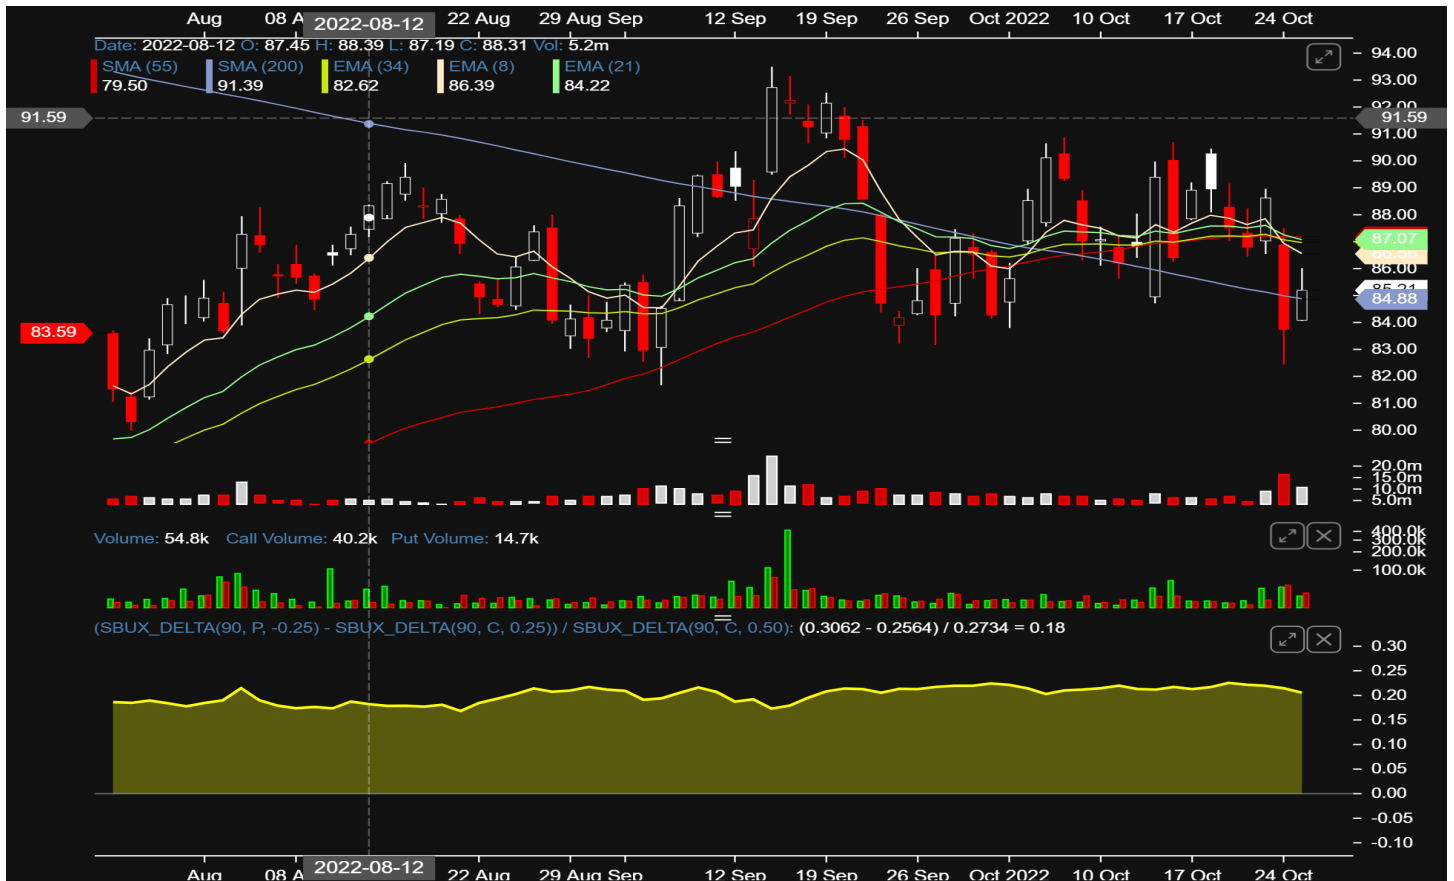 Aug 08 A 2022-08-12 22 Aug 29 Aug Sep 12 Sep 19 Sep 26 Sep Oct 2022 10 Oct 17 Oct 24 Oct
Date: 2022-08-12 O: 87.45 H: 88.39 L: 87.19 C: 88.31 Vol: 5.2m
SMA (55) SMA (200) EMA (34) EMA (8) EMA (21)
79.50 91.39 82.62 86.39 84.22
94.00
93.00
92.00
91.59 91.59
91.00
90.00
89.00
88.00
87.07
86.00
85.21
84.88
84.00
83.59
83.00
82.00
81.00
80.00
20.0m
15.0m
10.0m
5.0m
Volume: 54.8k Call Volume: 40.2k Put Volume: 14.7k
400.0k
300.0k
200.0k
100.0k
(SBUX_DELTA(90, P, -0.25) - SBUX_DELTA(90, C, 0.25)) / SBUX_DELTA(90, C, 0.50): (0.3062 - 0.2564) / 0.2734 = 0.18
0.30
0.25
0.20
0.15
0.10
0.05
0.00
-0.05
-0.10
Aug 08 A 2022-08-12 22 Aug 29 Aug Sep 12 Sep 19 Sep 26 Sep Oct 2022 10 Oct 17 Oct 24 Oct